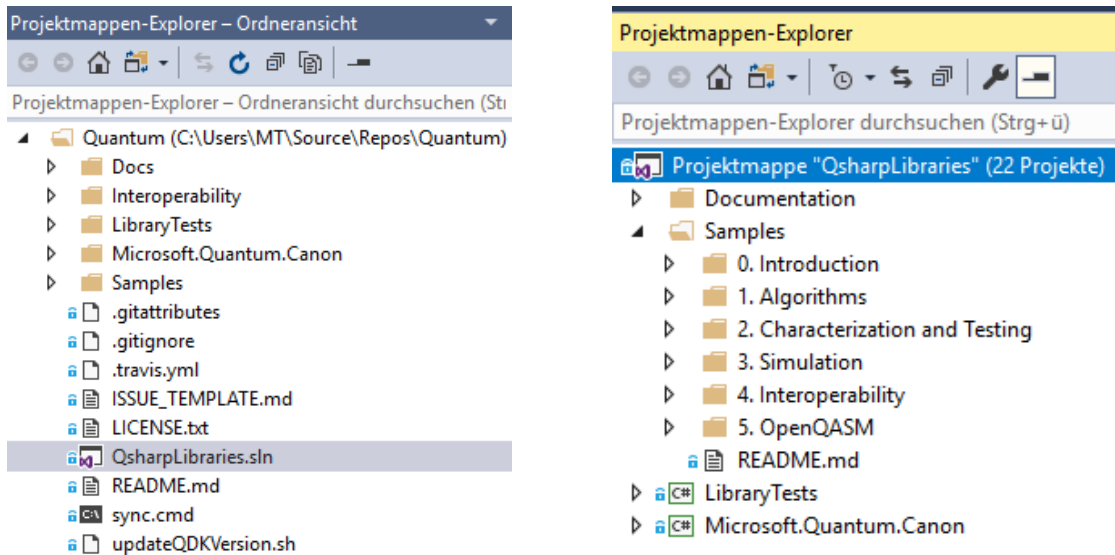 Projektmappen-Explorer – Ordneransicht
Projektmappen-Explorer – Ordneransicht durchsuchen (Str
Quantum (C:\Users\MT\Source\Repos\Quantum)
Docs
Interoperability
LibraryTests
Microsoft.Quantum.Canon
Samples
.gitattributes
.gitignore
.travis.yml
ISSUE_TEMPLATE.md
LICENSE.txt
QsharpLibraries.sln
README.md
C:\ sync.cmd
updateQDKVersion.sh
Projektmappen-Explorer
Projektmappen-Explorer durchsuchen (Strg+ü)
Projektmappe "QsharpLibraries" (22 Projekte)
Documentation
Samples
0. Introduction
1. Algorithms
2. Characterization and Testing
3. Simulation
4. Interoperability
5. OpenQASM
README.md
C# LibraryTests
C# Microsoft.Quantum.Canon